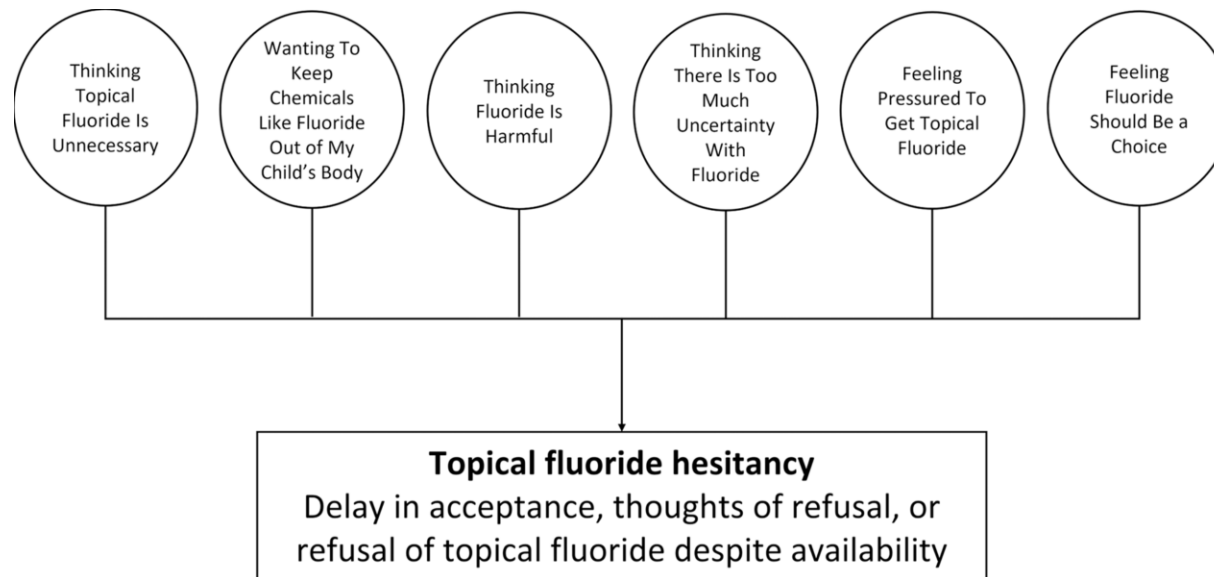 Thinking
Topical
Fluoride Is
Unnecessary
Wanting To
Keep
Chemicals
Like Fluoride
Out of My
Child's Body
Thinking
Fluoride Is
Harmful
Thinking
There Is Too
Much
Uncertainty
With
Fluoride
Feeling
Pressured To
Get Topical
Fluoride
Feeling
Fluoride
Should Be a
Choice
Topical fluoride hesitancy
Delay in acceptance, thoughts of refusal, or
refusal of topical fluoride despite availability